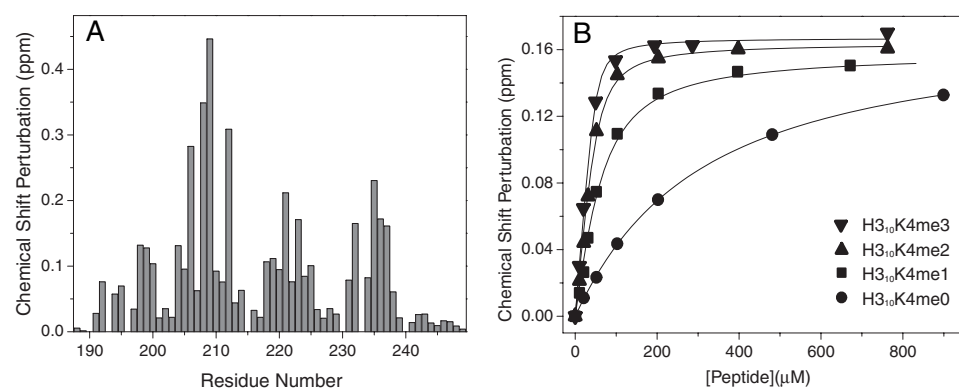 A
Chemical Shift Perturbation (ppm)
0.4
0.3
0.2
0.1
0.0
190 200 210 220 230 240
Residue Number
B
Chemical Shift Perturbation (ppm)
0.16
0.12
0.08
0.04
0.00
0 200 400 600 800
[Peptide](μM)
H3₁₀K4me3
H3₁₀K4me2
H3₁₀K4me1
H3₁₀K4me0